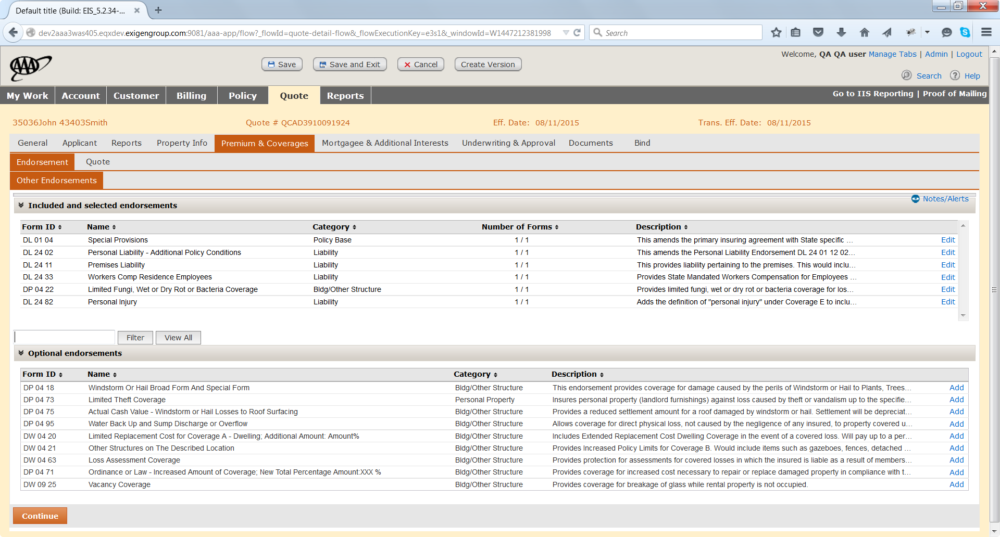 Default title (Build: EIS_5.2.34-...
dev2aaa3was405.eqxdev.exigengroup.com:9081/aaa-app/flow?_flowId=quote-detail-flow&_flowExecutionKey=e3s1&_windowId=W1447212381998
Search
Welcome, QA QA user Manage Tabs | Admin | Logout
AAA
Save
Save and Exit
Cancel
Create Version
Search
Help
My Work
Account
Customer
Billing
Policy
Quote
Reports
Go to IIS Reporting | Proof of Mailing
35036John 43403Smith
Quote # QCAD3910091924
Eff. Date: 08/11/2015
Trans. Eff. Date: 08/11/2015
General
Applicant
Reports
Property Info
Premium & Coverages
Mortgagee & Additional Interests
Underwriting & Approval
Documents
Bind
Endorsement
Quote
Other Endorsements
Notes/Alerts
Included and selected endorsements
Form ID Name Category Number of Forms Description
DL 01 04 Special Provisions Policy Base 1 / 1 This amends the primary insuring agreement with State specific ... Edit
DL 24 02 Personal Liability - Additional Policy Conditions Liability 1 / 1 This amends the Personal Liability Endorsement DL 24 01 12 02... Edit
DL 24 11 Premises Liability Liability 1 / 1 This provides liability pertaining to the premises. This would inclu... Edit
DL 24 33 Workers Comp Residence Employees Liability 1 / 1 Provides State Mandated Workers Compensation for Employees ... Edit
DP 04 22 Limited Fungi, Wet or Dry Rot or Bacteria Coverage Bldg/Other Structure 1 / 1 Provides limited fungi, wet or dry rot or bacteria coverage for los... Edit
DL 24 82 Personal Injury Liability 1 / 1 Adds the definition of "personal injury" under Coverage E to inclu... Edit
Filter
View All
Optional endorsements
Form ID Name Category Description
DP 04 18 Windstorm Or Hail Broad Form And Special Form Bldg/Other Structure This endorsement provides coverage for damage caused by the perils of Windstorm or Hail to Plants, Trees... Add
DP 04 73 Limited Theft Coverage Personal Property Insures personal property (landlord furnishings) against loss caused by theft or vandalism up to the specifie... Add
DP 04 75 Actual Cash Value - Windstorm or Hail Losses to Roof Surfacing Bldg/Other Structure Provides a reduced settlement amount for a roof damaged by windstorm or hail. Settlement will be depreciat... Add
DP 04 95 Water Back Up and Sump Discharge or Overflow Bldg/Other Structure Allows coverage for direct physical loss, not caused by the negligence of any insured, to property covered u... Add
DW 04 20 Limited Replacement Cost for Coverage A - Dwelling; Additional Amount: Amount% Bldg/Other Structure Includes Extended Replacement Cost Dwelling Coverage in the event of a covered loss. Will pay up to a per... Add
DW 04 21 Other Structures on The Described Location Bldg/Other Structure Provides Increased Policy Limits for Coverage B. Would include items such as gazeboes, fences, detached ... Add
DW 04 63 Loss Assessment Coverage Bldg/Other Structure Provides protection for assessments for covered losses in which the insured is liable as a result of members... Add
DP 04 71 Ordinance or Law - Increased Amount of Coverage; New Total Percentage Amount:XXX % Bldg/Other Structure Provides coverage for increased cost necessary to repair or replace damaged property in compliance with t... Add
DW 09 25 Vacancy Coverage Bldg/Other Structure Provides coverage for breakage of glass while rental property is not occupied. Add
Continue